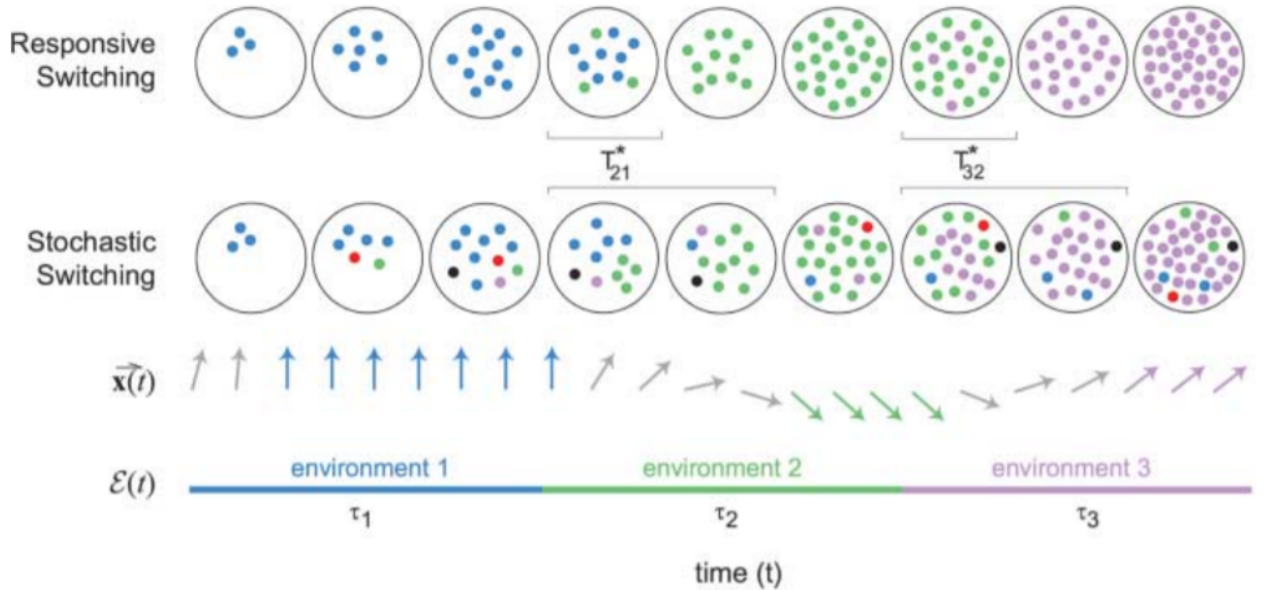 Responsive
Switching
T*21
T*32
Stochastic
Switching
x⃗(t)
environment 1 environment 2 environment 3
ℰ(t)
τ1 τ2 τ3
time (t)